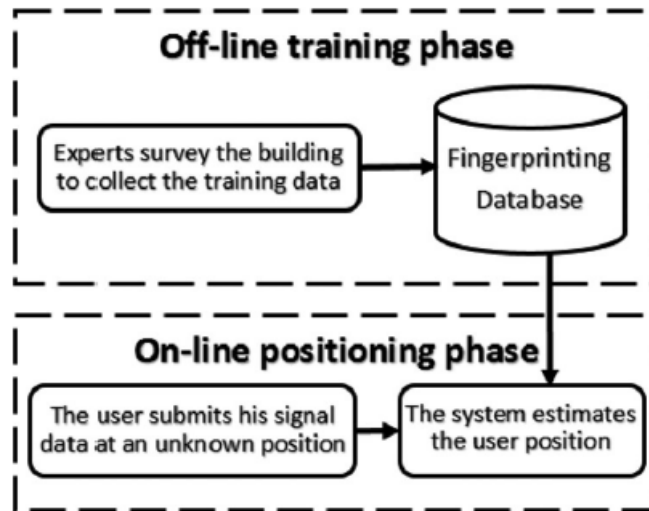 Off-line training phase
Experts survey the building
to collect the training data
Fingerprinting
Database
On-line positioning phase
The user submits his signal
data at an unknown position
The system estimates
the user position